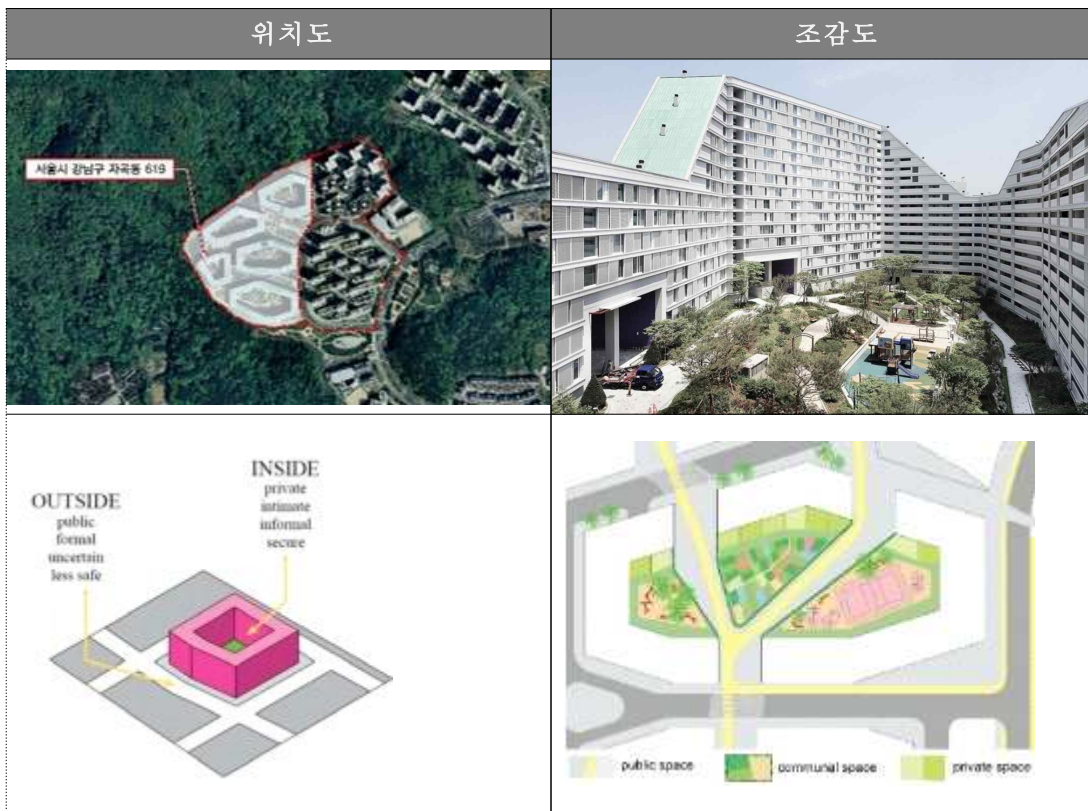 위치도
조감도
서울시 강남구 자곡동 619
INSIDE
private
intimate
informal
secure
OUTSIDE
public
formal
uncertain
less safe
public space
communal space
private space